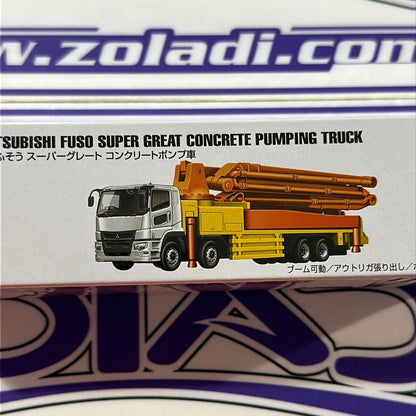 w.zoladi.com
TSUBISHI FUSO SUPER GREAT CONCRETE PUMPING TRUCK
ふそう スーパーグレート コンクリートポンプ車
ブーム可動／アウトリガ張り出し／